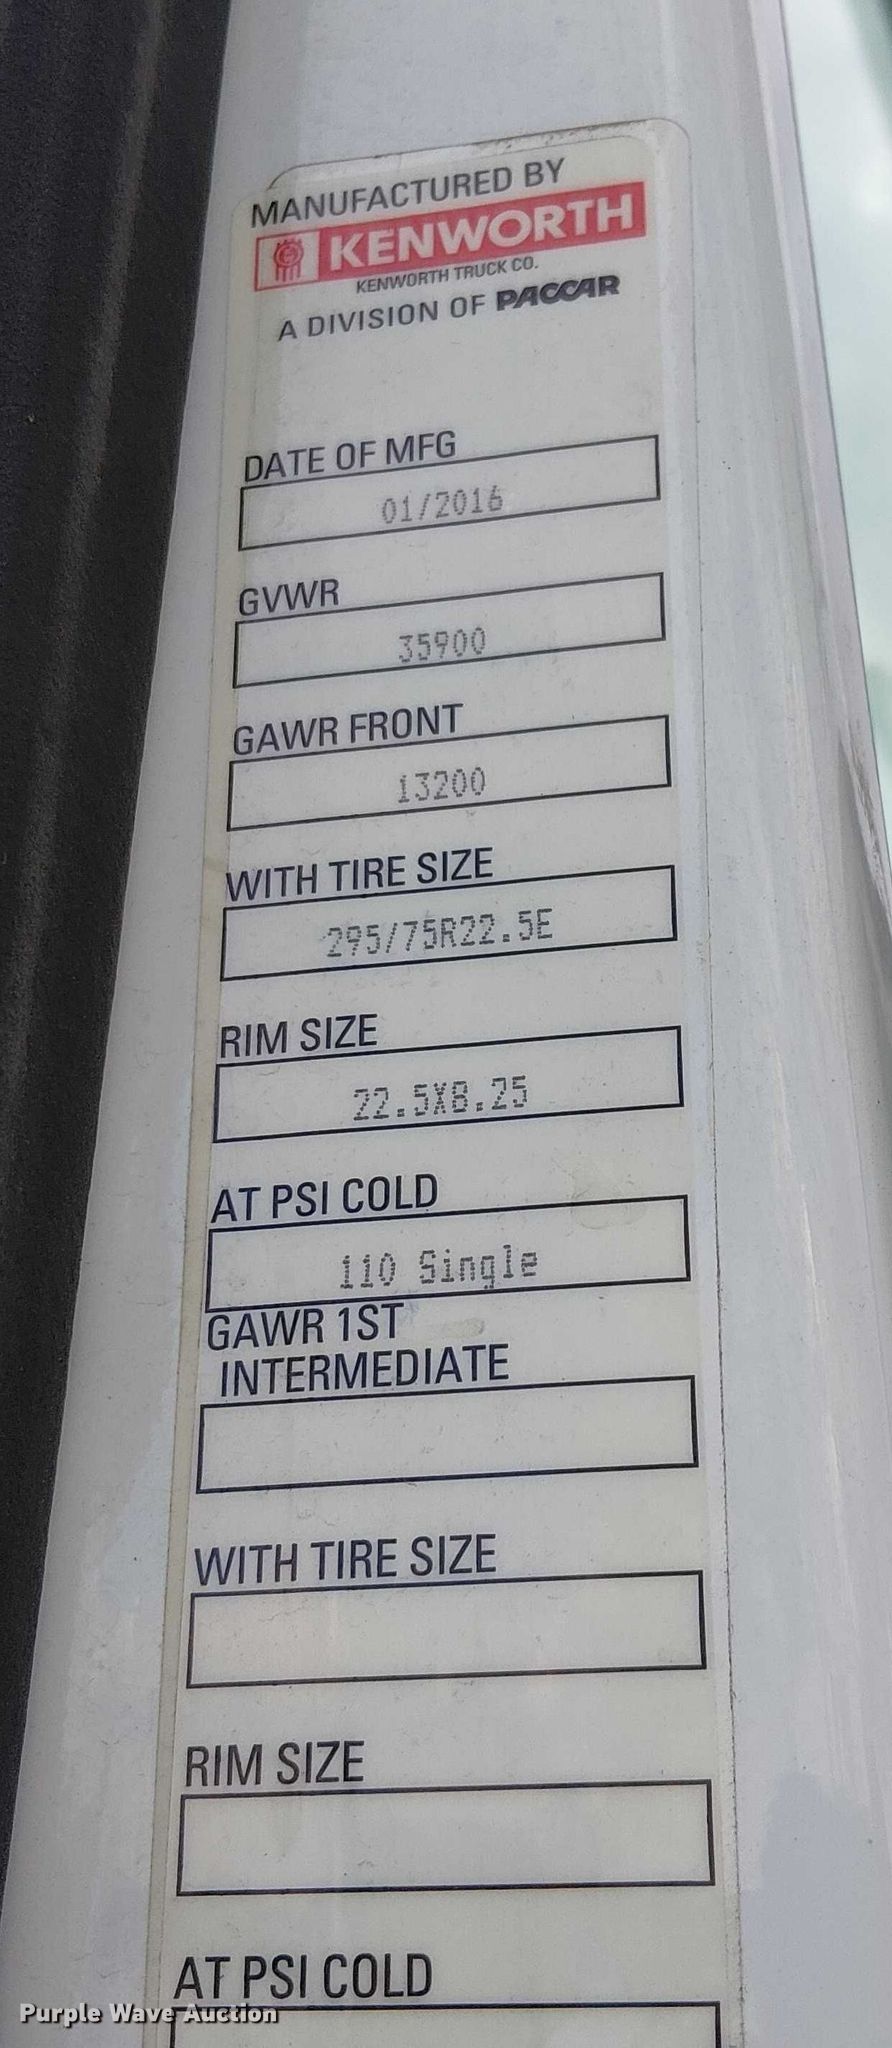 MANUFACTURED BY
KENWORTH
KENWORTH TRUCK CO.
A DIVISION OF PACCAR
DATE OF MFG
01/2016
GVWR
35900
GAWR FRONT
13200
WITH TIRE SIZE
295/75R22.5E
RIM SIZE
22.5X8.25
AT PSI COLD
110 Single
GAWR 1ST
INTERMEDIATE
WITH TIRE SIZE
RIM SIZE
AT PSI COLD
Purple Wave Auction